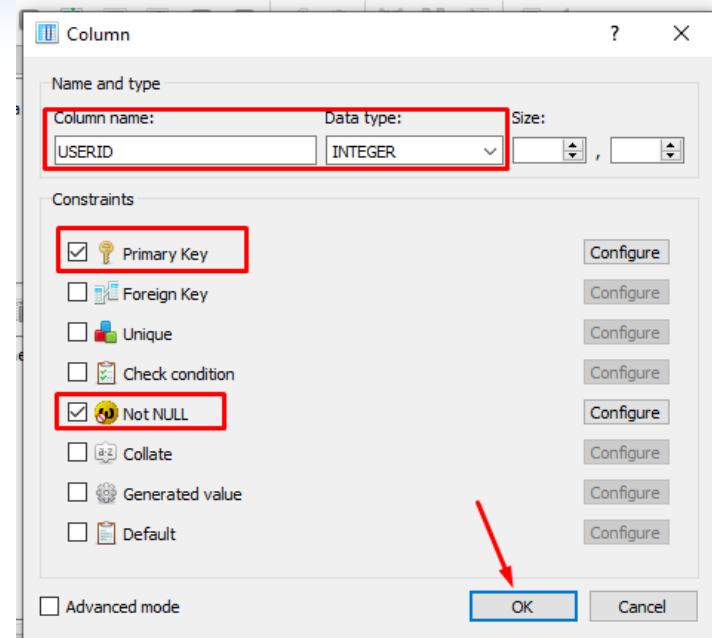 Column ?
Name and type
Column name: Data type: Size:
USERID INTEGER ,
Constraints
Primary Key Configure
Foreign Key Configure
Unique Configure
Check condition Configure
Not NULL Configure
a·z Collate Configure
Generated value Configure
Default Configure
Advanced mode OK Cancel